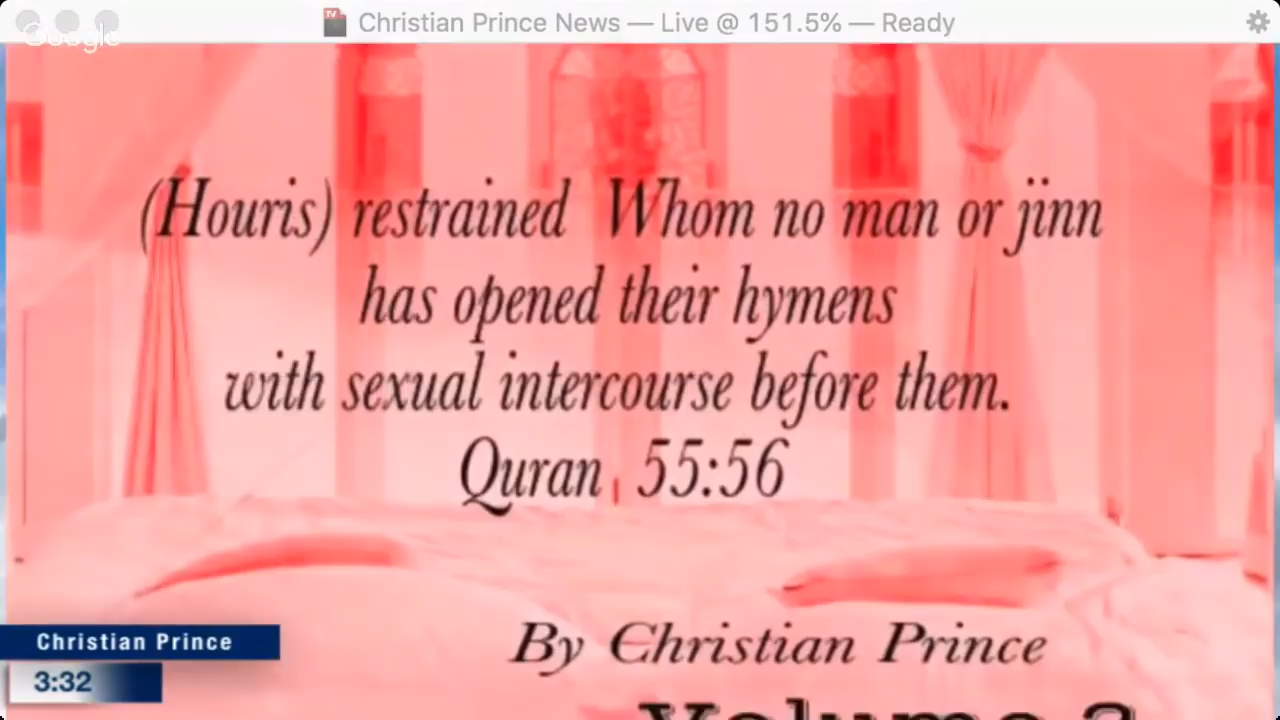 Christian Prince News — Live @ 151.5% — Ready
Google
(Houris) restrained Whom no man or jinn
has opened their hymens
with sexual intercourse before them.
Quran 55:56
By Christian Prince
Christian Prince
3:32